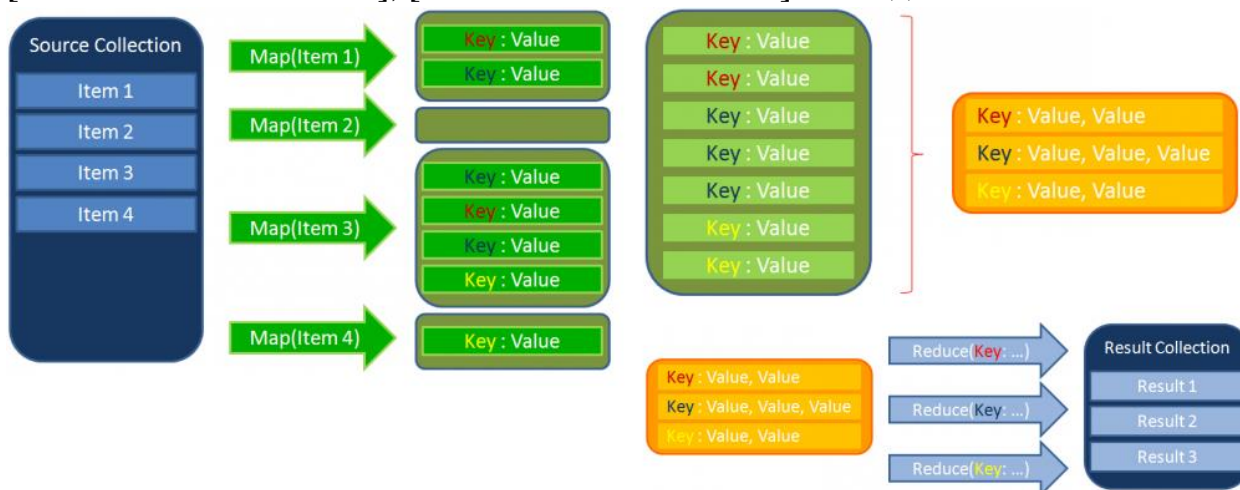 Source Collection
Item 1
Item 2
Item 3
Item 4
Map(Item 1)
Map(Item 2)
Map(Item 3)
Map(Item 4)
Key : Value
Key : Value
Key : Value
Key : Value
Key : Value
Key : Value
Key : Value
Key : Value
Key : Value
Key : Value
Key : Value
Key : Value
Key : Value
Key : Value
Key : Value, Value
Key : Value, Value, Value
Key : Value, Value
Key : Value, Value
Key : Value, Value, Value
Key : Value, Value
Reduce(Key: ...)
Reduce(Key: ...)
Reduce(Key: ...)
Result Collection
Result 1
Result 2
Result 3